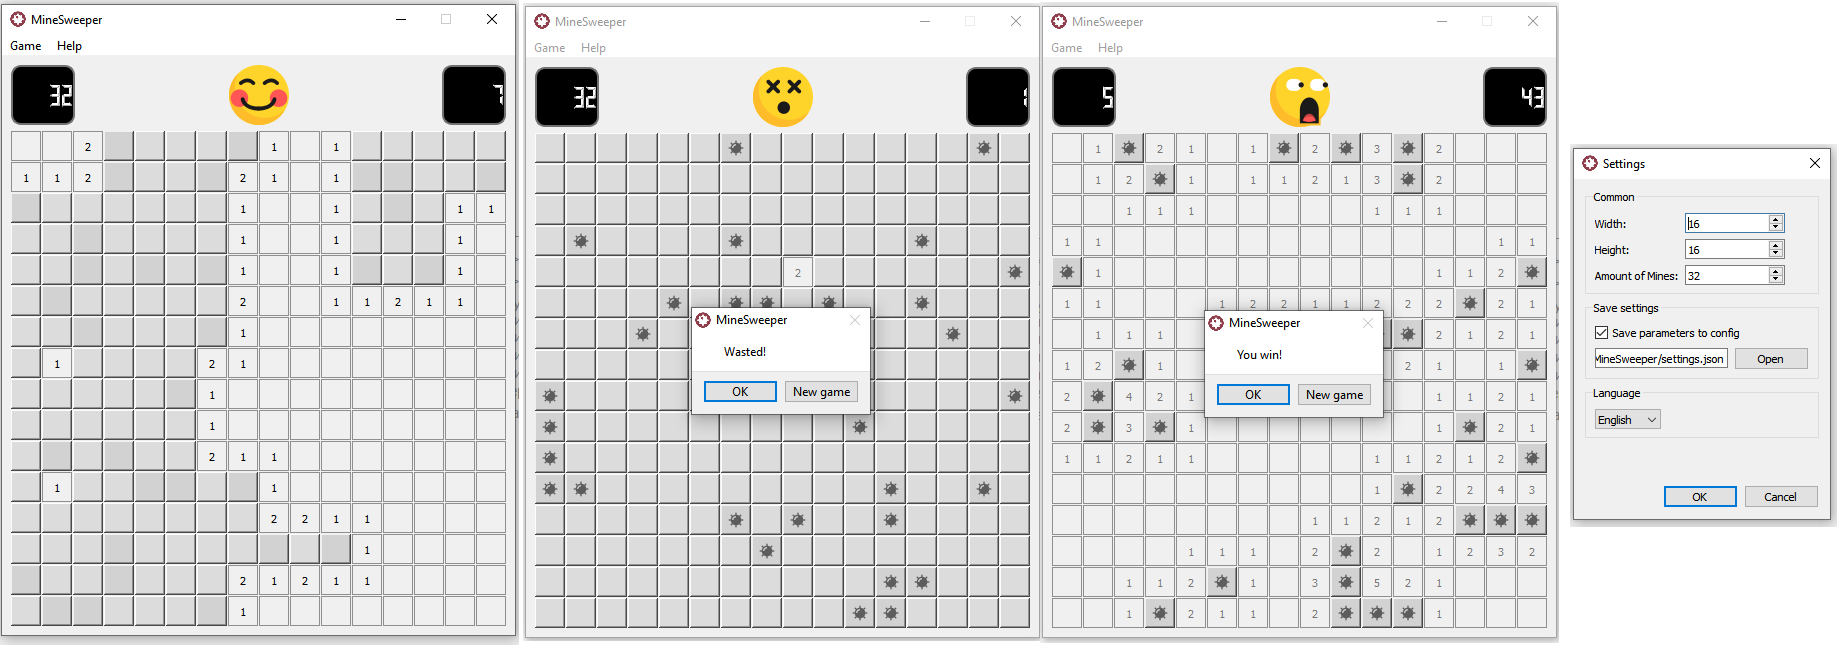 MineSweeper
Game Help
32 7
2 1 1
1 1 2 2 1 1
1 1 1 1
1 1 1
1 1 1
2 1 1 2 1 1
1
1 2 1
1
1
2 1 1
1 1
2 2 1 1
1
2 1 2 1 1
1
MineSweeper
Game Help
32 1
2
MineSweeper
Wasted!
OK New game
MineSweeper
Game Help
5 43
1 2 1 1 2 3 2
1 2 1 1 1 2 1 3 2
1 1 1 1 1 1
1 1 1 1
1 1 1 2
1 1 1 2 2 1 1 2 2 2 2 1
1 1 1 2 1 2 1
1 2 1 2 1 1
2 4 2 1 1 1 2 1
2 3 1 1 2 1
1 1 2 1 1 1 1 2 1 2
1 2 2 4 3
1 1 2 1 2
1 1 1 2 2 1 2 3 2
1 1 2 1 3 5 2 1
1 2 1 1 2 1
MineSweeper
You win!
OK New game
Settings
Common
Width: 16
Height: 16
Amount of Mines: 32
Save settings
Save parameters to config
MineSweeper/settings.json Open
Language
English
OK Cancel